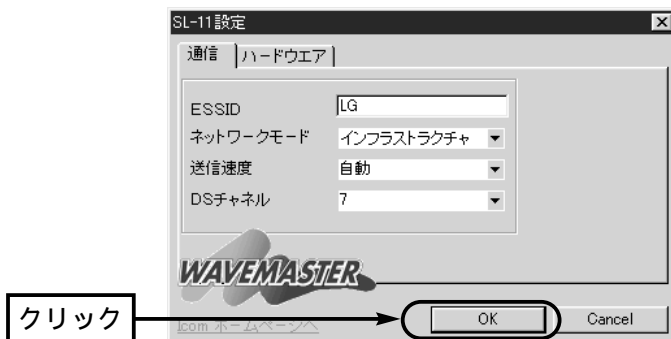 SL-11設定
通信 ハードウエア
ESSID LG
ネットワークモード インフラストラクチャ
送信速度 自動
DSチャネル 7
WAVEMASTER
クリック
Icom ホームページへ OK Cancel